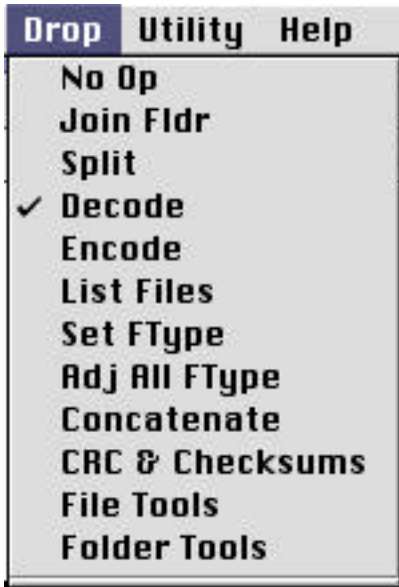 Drop Utility Help
No Op
Join Fldr
Split
✓ Decode
Encode
List Files
Set FType
Adj All FType
Concatenate
CRC & Checksums
File Tools
Folder Tools